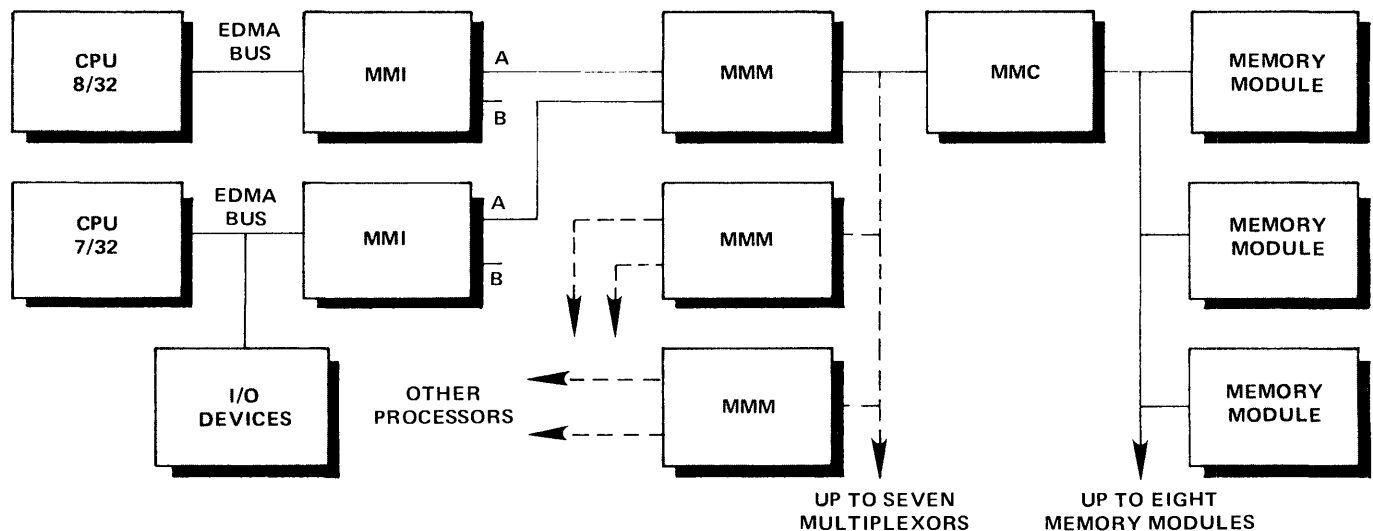 CPU
8/32
EDMA
BUS
MMI
A
B
MMM
MMC
MEMORY
MODULE
CPU
7/32
EDMA
BUS
MMI
A
B
MMM
MEMORY
MODULE
I/O
DEVICES
OTHER
PROCESSORS
MMM
MEMORY
MODULE
UP TO SEVEN
MULTIPLEXORS
UP TO EIGHT
MEMORY MODULES